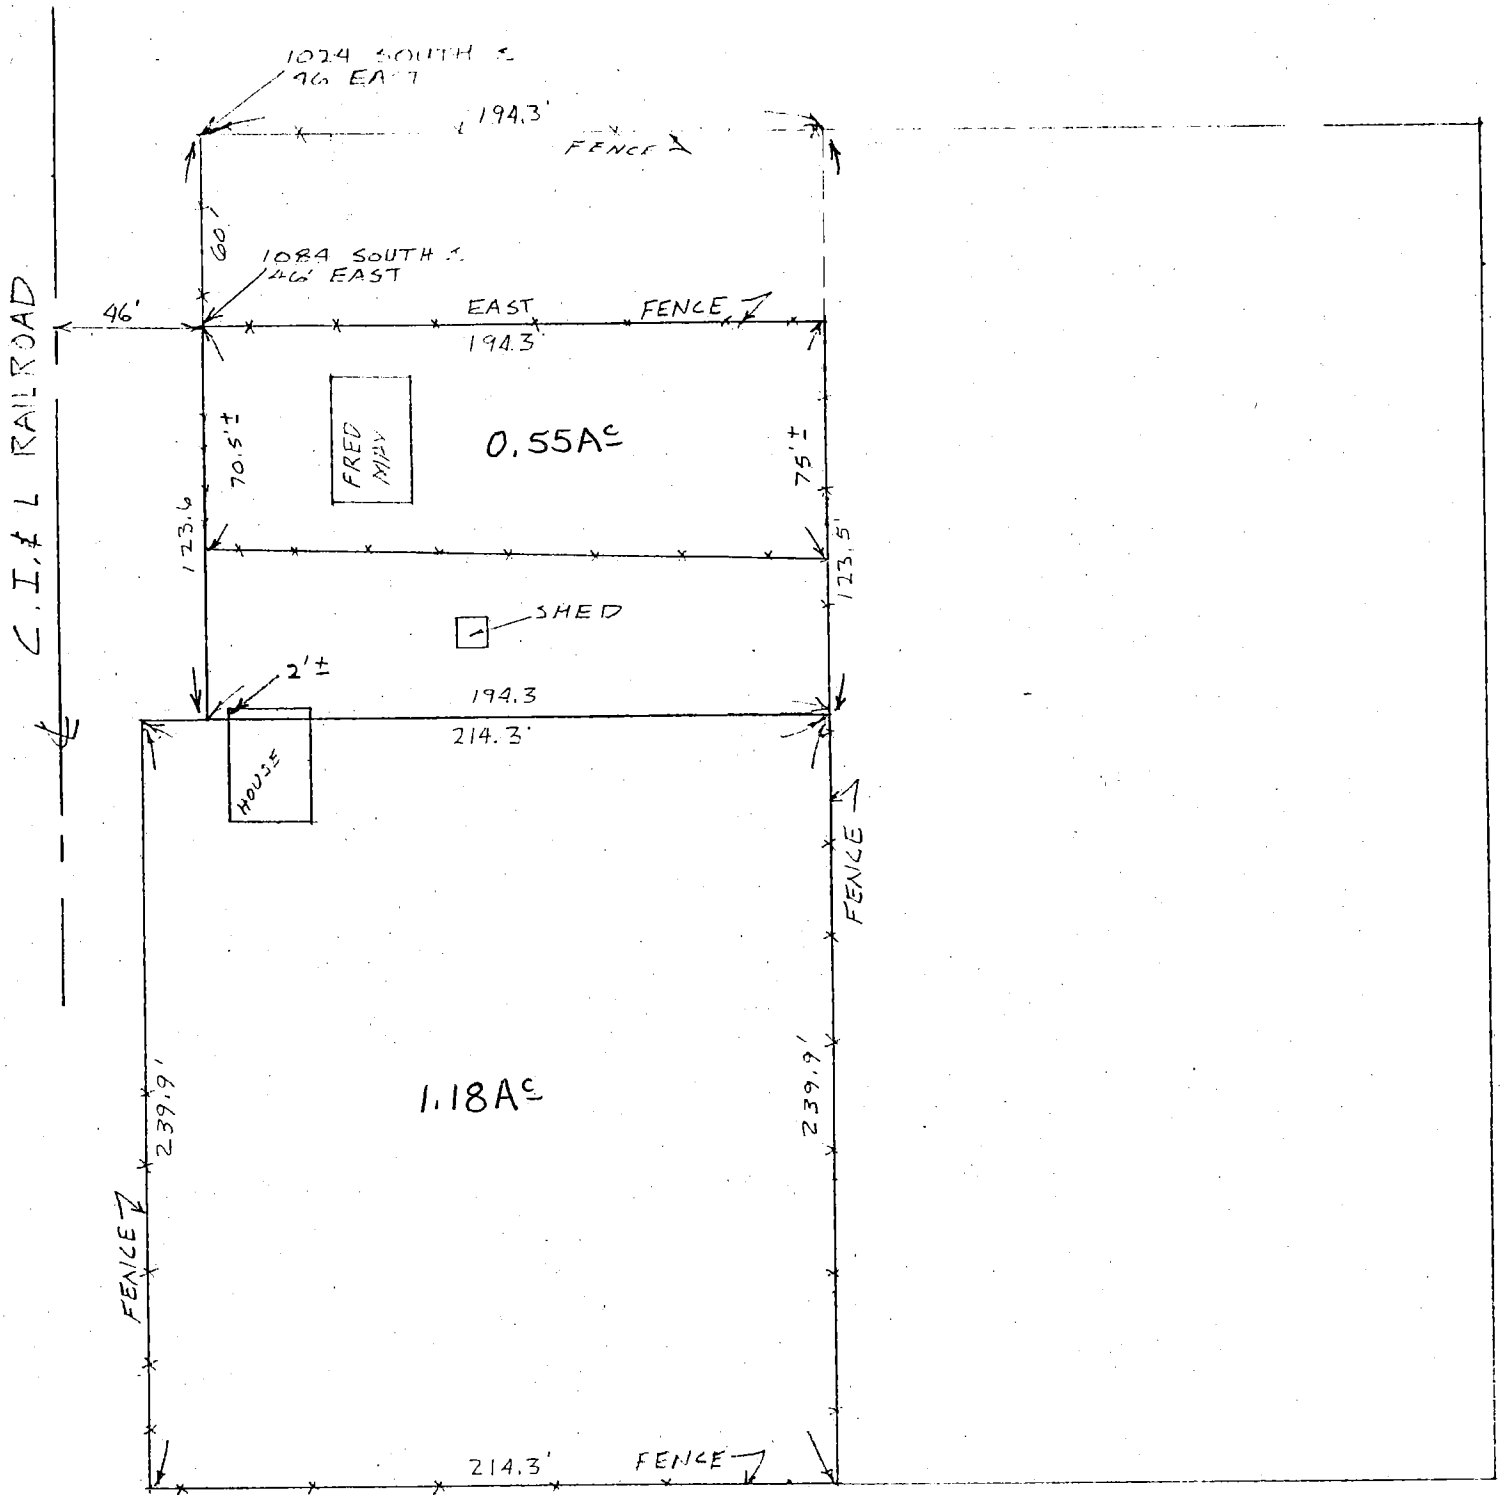 1024 SOUTH &
46 EAST
194.3'
FENCE
60'
1084 SOUTH &
46' EAST
46'
EAST
FENCE
194.3'
C.I.& L RAILROAD
70.5'±
FRED
MAY
0.55Ac
75'±
123.6
123.5'
SHED
2'±
194.3
214.3'
HOUSE
FENCE
239.9'
1.18Ac
239.9'
FENCE
214.3'
FENCE